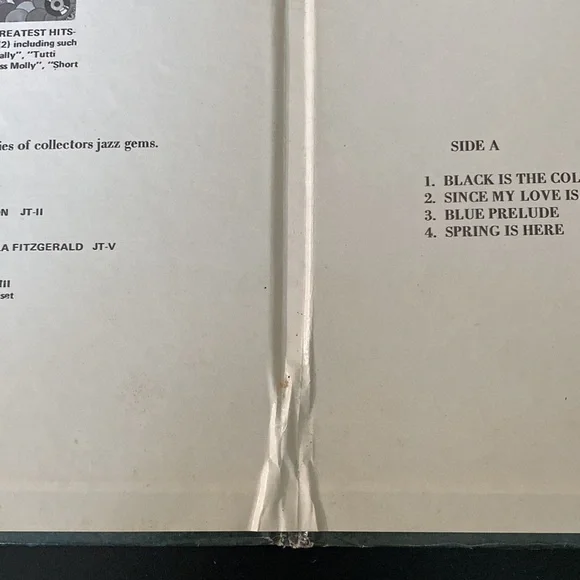 REATEST HITS-
(2) including such
ally", "Tutti
ss Molly", "Short
ies of collectors jazz gems.
N JT-II
A FITZGERALD JT-V
III
set
SIDE A
1. BLACK IS THE COL
2. SINCE MY LOVE IS
3. BLUE PRELUDE
4. SPRING IS HERE